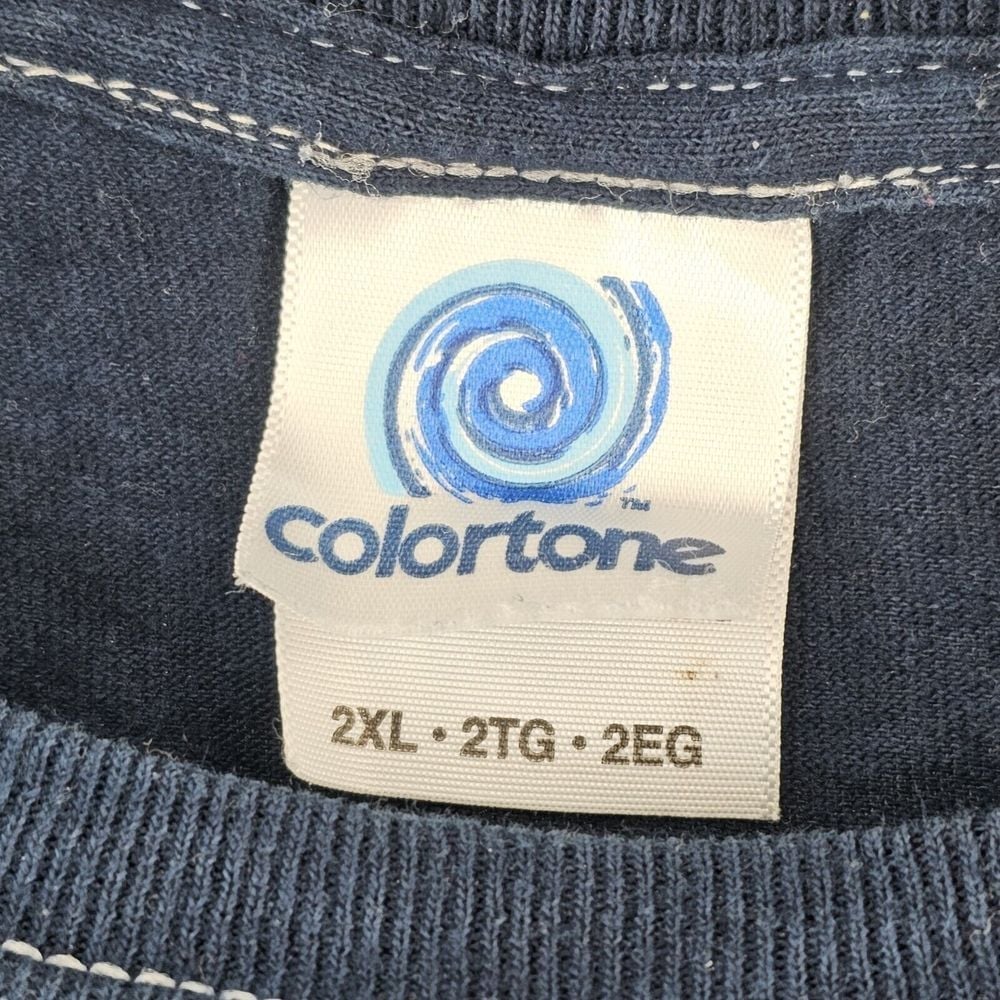 TM
colortone
2XL • 2TG • 2EG